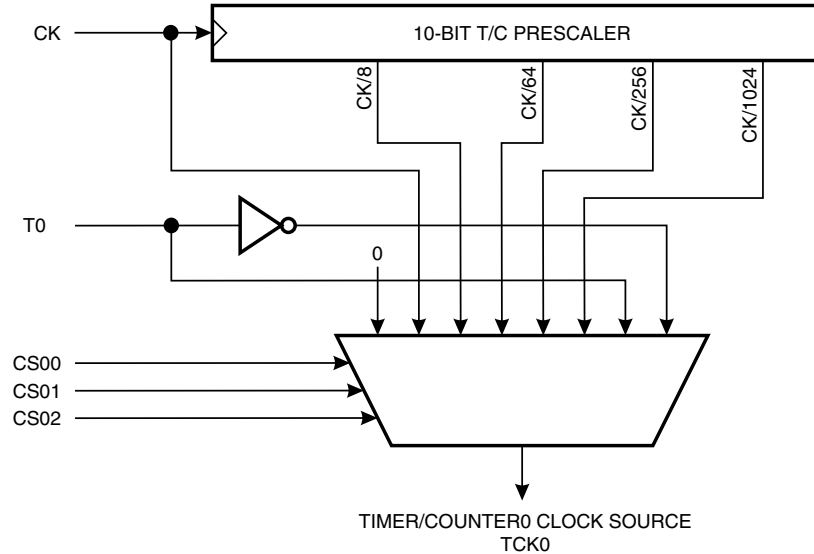 CK
10-BIT T/C PRESCALER
CK/8
CK/64
CK/256
CK/1024
T0
0
CS00
CS01
CS02
TIMER/COUNTER0 CLOCK SOURCE
TCK0